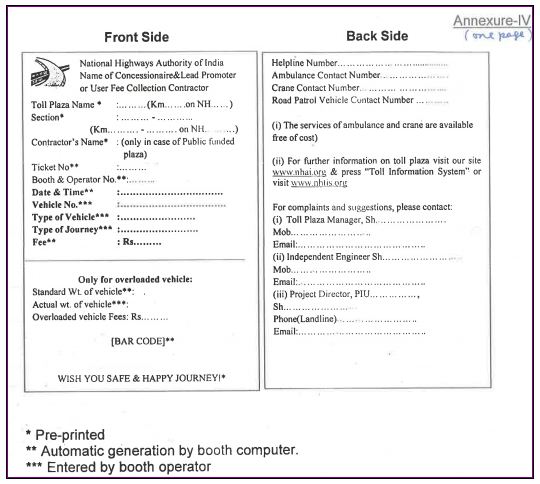 Annexure-IV
(one page)
Front Side
National Highways Authority of India
Name of Concessionaire&Lead Promoter
or User Fee Collection Contractor
Toll Plaza Name * :........(Km.......on NH......)
Section* : .......... - ............
(Km.......... ..........on NH..........)
Contractor's Name* : (only in case of Public funded
plaza)
Ticket No** :.........
Booth & Operator No.**:.........
Date & Time** :..............................
Vehicle No.*** :..............................
Type of Vehicle*** :..............................
Type of Journey*** :..............................
Fee** : Rs.........
Only for overloaded vehicle:
Standard Wt. of vehicle**: .
Actual wt. of vehicle***:
Overloaded vehicle Fees: Rs.........
[BAR CODE]**
WISH YOU SAFE & HAPPY JOURNEY!*
Back Side
Helpline Number..............................
Ambulance Contact Number....................
Crane Contact Number.........................
Road Patrol Vehicle Contact Number ...........
(i) The services of ambulance and crane are available
free of cost)
(ii) For further information on toll plaza visit our site
www.nhai.org & press "Toll Information System" or
visit www.nhtis.org
For complaints and suggestions, please contact:
(i) Toll Plaza Manager, Sh......................
Mob....................................
Email:....................................
(ii) Independent Engineer Sh....................
Mob....................................
Email:....................................
(iii) Project Director, PIU...............,
Sh....................................
Phone(Landline).........................
Email:....................................
* Pre-printed
** Automatic generation by booth computer.
*** Entered by booth operator